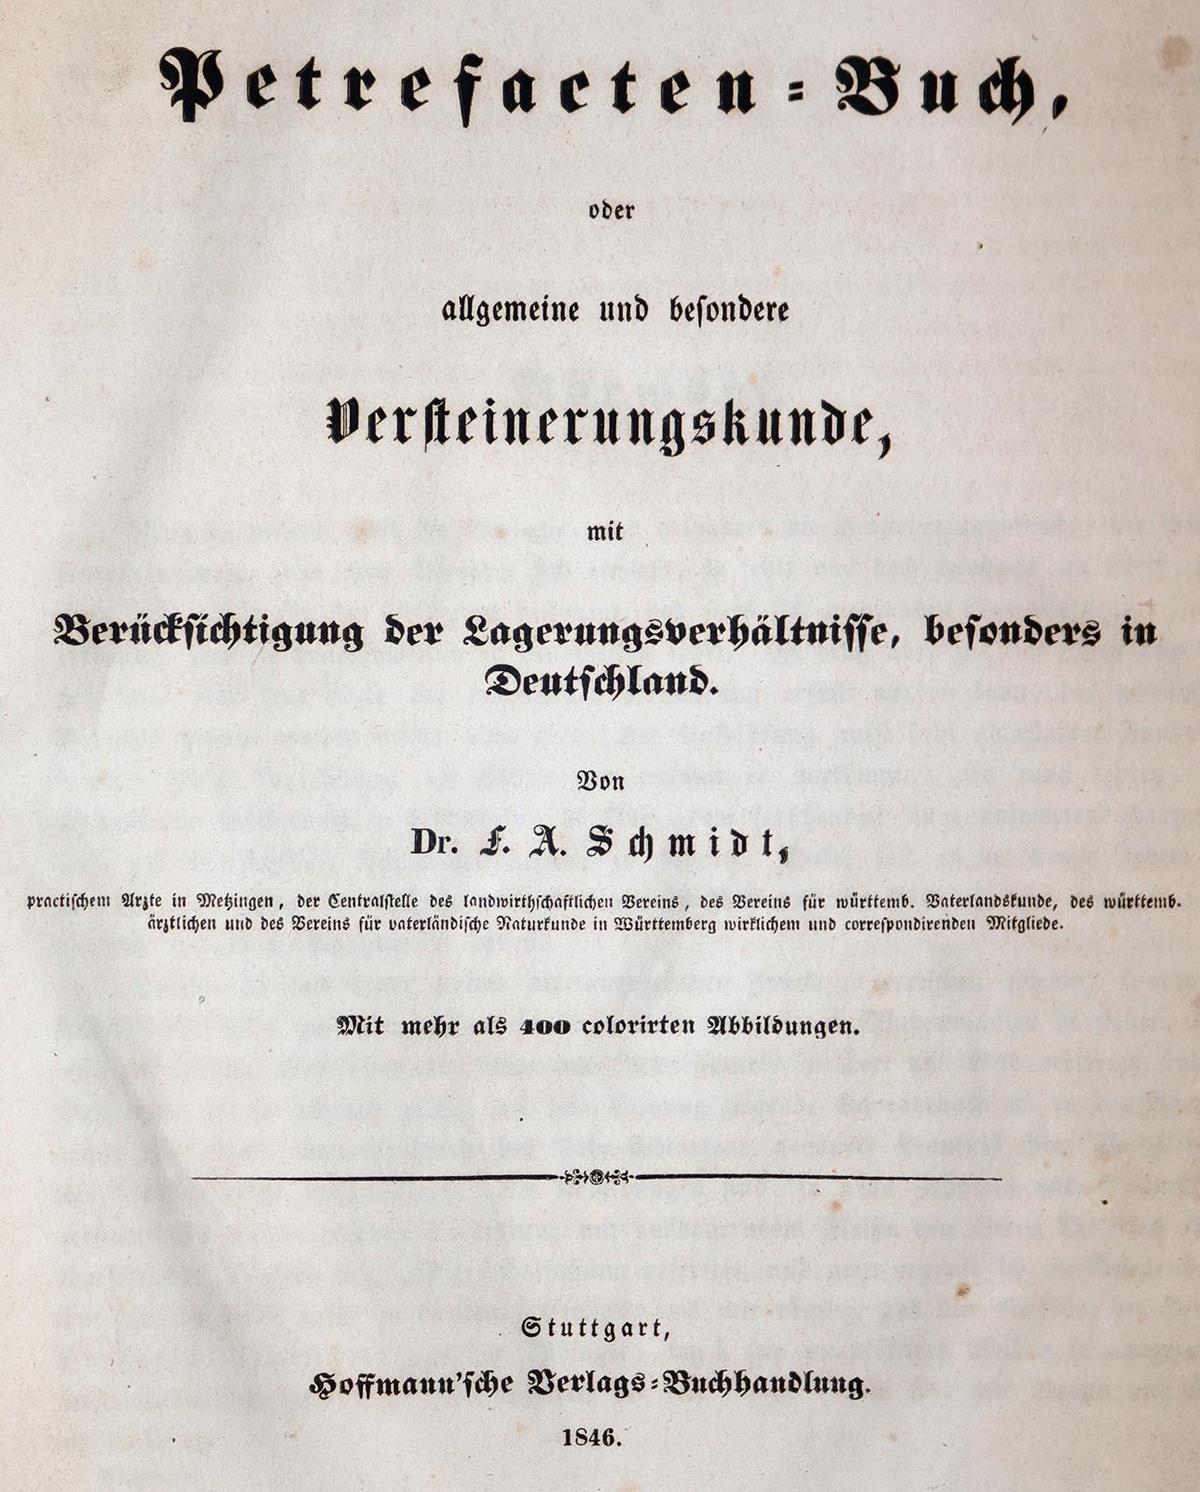 Petrefacten=Buch,
oder
allgemeine und beſondere
Verſteinerungskunde,
mit
Berückſichtigung der Lagerungsverhältniſſe, beſonders in
Deutſchland.
Von
Dr. F. A. Schmidt,
practiſchem Arzte in Metzingen, der Centralſtelle des landwirthſchaftlichen Vereins, des Vereins für württemb. Vaterlandskunde, des württemb.
ärztlichen und des Vereins für vaterländiſche Naturkunde in Württemberg wirklichem und correſpondirenden Mitgliede.
Mit mehr als 400 colorirten Abbildungen.
Stuttgart,
Hoffmann'ſche Verlags=Buchhandlung.
1846.